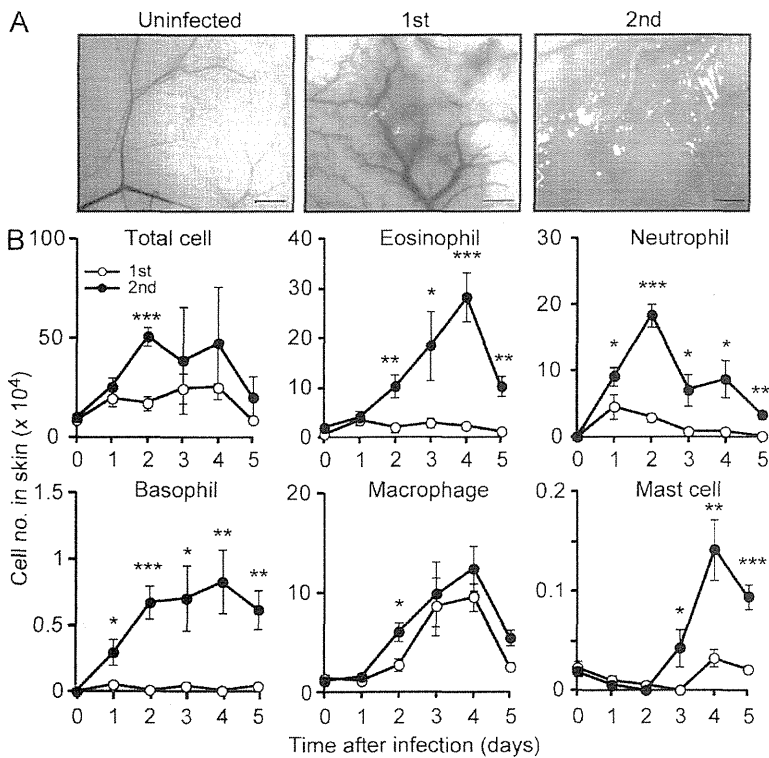 A
Uninfected 1st 2nd
B
Total cell Eosinophil Neutrophil
100 40 30
1st
2nd
*** ** * *** ** * *** * * **
50 30 20
20 10
10
0 0 0
0 1 2 3 4 5 0 1 2 3 4 5 0 1 2 3 4 5
Cell no. in skin (x 10⁴)
Basophil Macrophage Mast cell
1.5 20 0.2
* *** * ** ** * * ** ***
1 10 0.1
0.5
0 0 0
0 1 2 3 4 5 0 1 2 3 4 5 0 1 2 3 4 5
Time after infection (days)